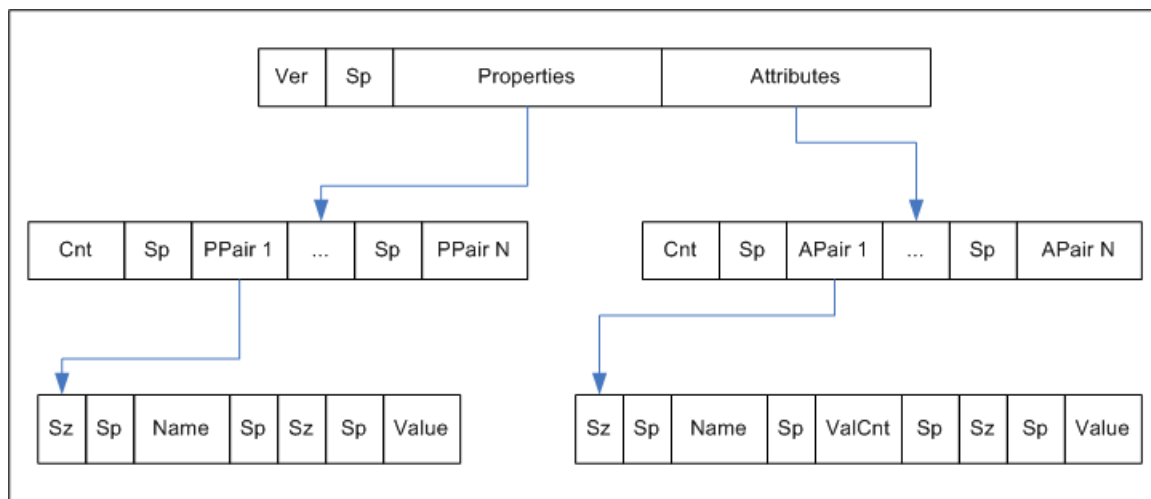 Ver Sp Properties Attributes
Cnt Sp PPair 1 ... Sp PPair N
Cnt Sp APair 1 ... Sp APair N
Sz Sp Name Sp Sz Sp Value
Sz Sp Name Sp ValCnt Sp Sz Sp Value